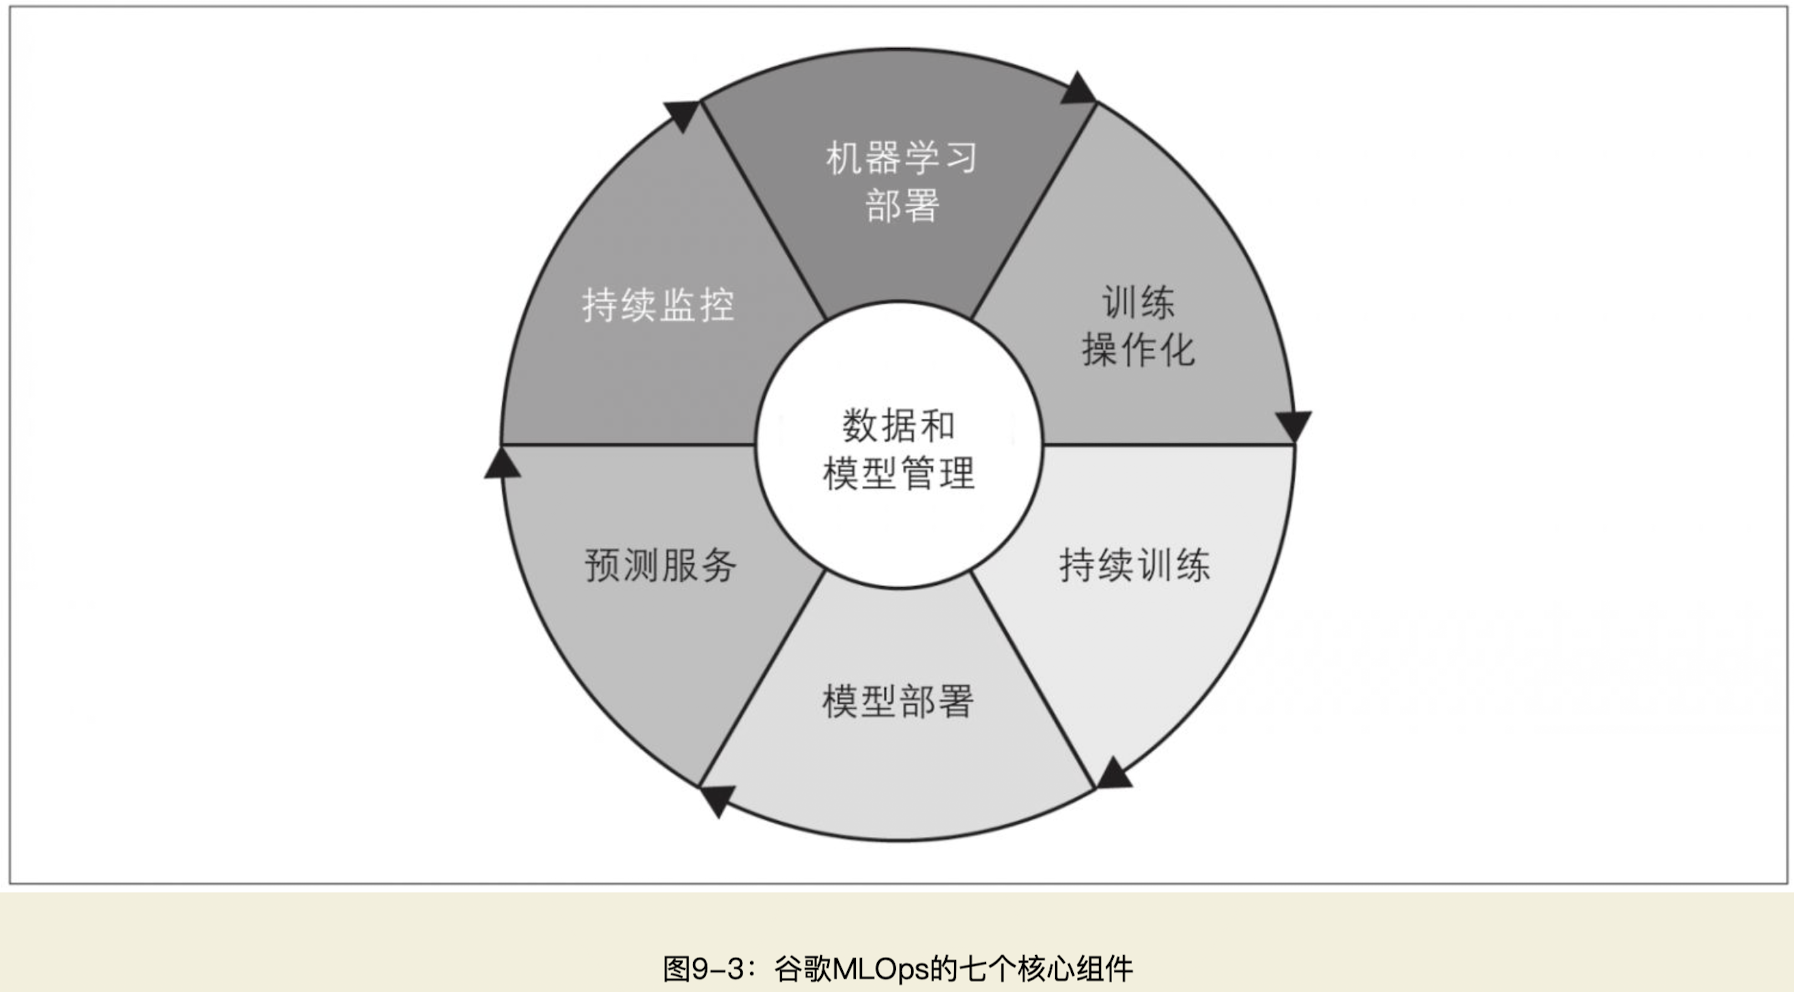 机器学习
部署
训练
操作化
持续监控
数据和
模型管理
持续训练
预测服务
模型部署
图9-3：谷歌MLOps的七个核心组件